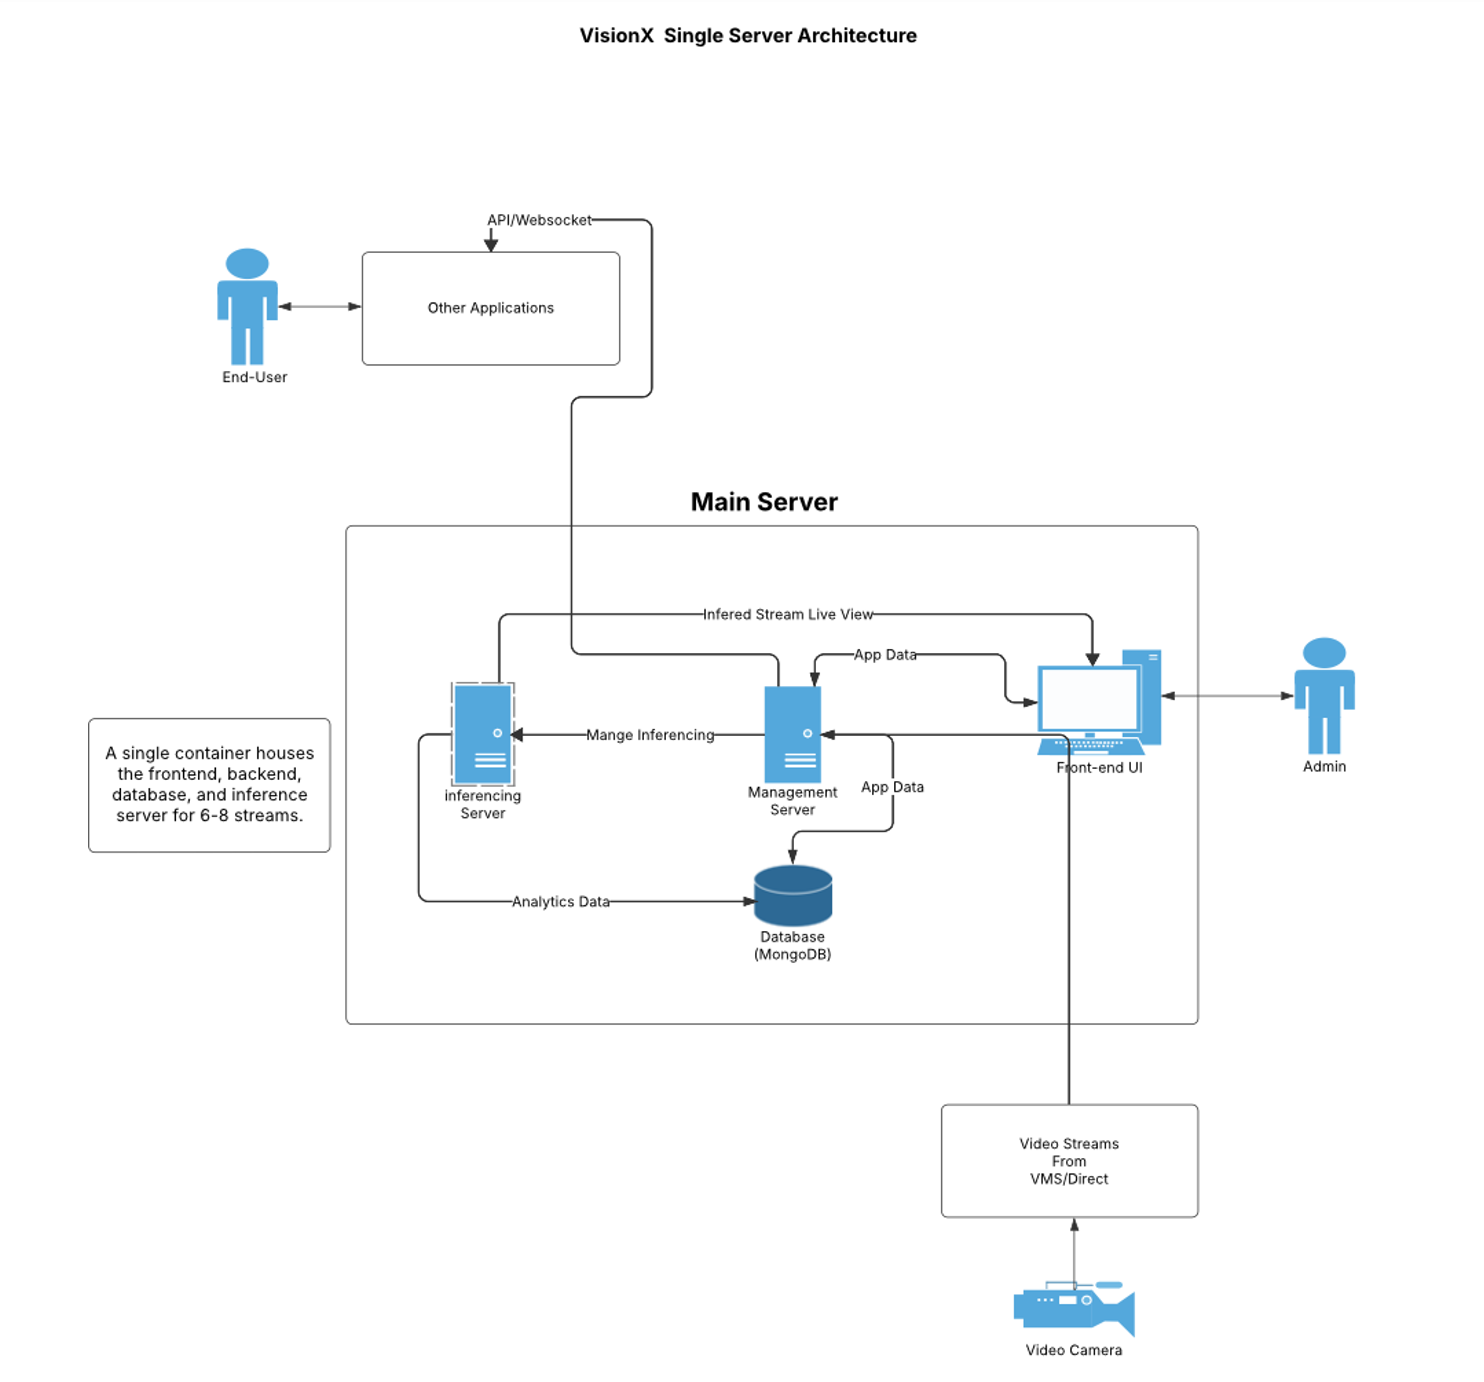 VisionX Single Server Architecture
API/Websocket
Other Applications
End-User
Main Server
Infered Stream Live View
App Data
Mange Inferencing
Front-end UI
Admin
A single container houses
the frontend, backend,
database, and inference
server for 6-8 streams.
inferencing
Server
Management
Server
App Data
Analytics Data
Database
(MongoDB)
Video Streams
From
VMS/Direct
Video Camera